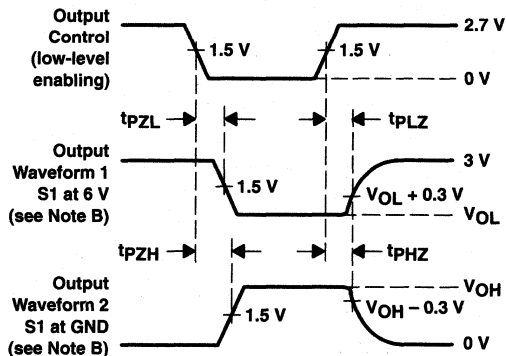 Output
Control
(low-level
enabling)
1.5 V
1.5 V
2.7 V
0 V
tPZL
tPLZ
Output
Waveform 1
S1 at 6 V
(see Note B)
1.5 V
3 V
VOL + 0.3 V
VOL
tPZH
tPHZ
Output
Waveform 2
S1 at GND
(see Note B)
1.5 V
VOH
VOH – 0.3 V
0 V